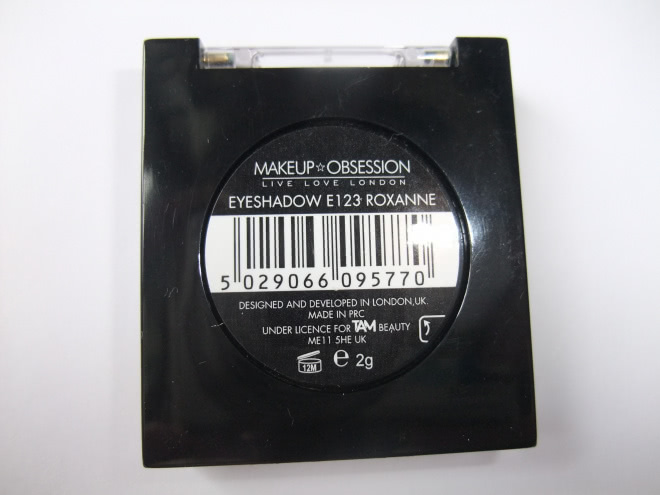 MAKEUP☆OBSESSION
LIVE LOVE LONDON
EYESHADOW E123 ROXANNE
5 029066 095770
DESIGNED AND DEVELOPED IN LONDON,UK.
MADE IN PRC
UNDER LICENCE FOR TAM BEAUTY
ME11 5HE UK
12M e 2g